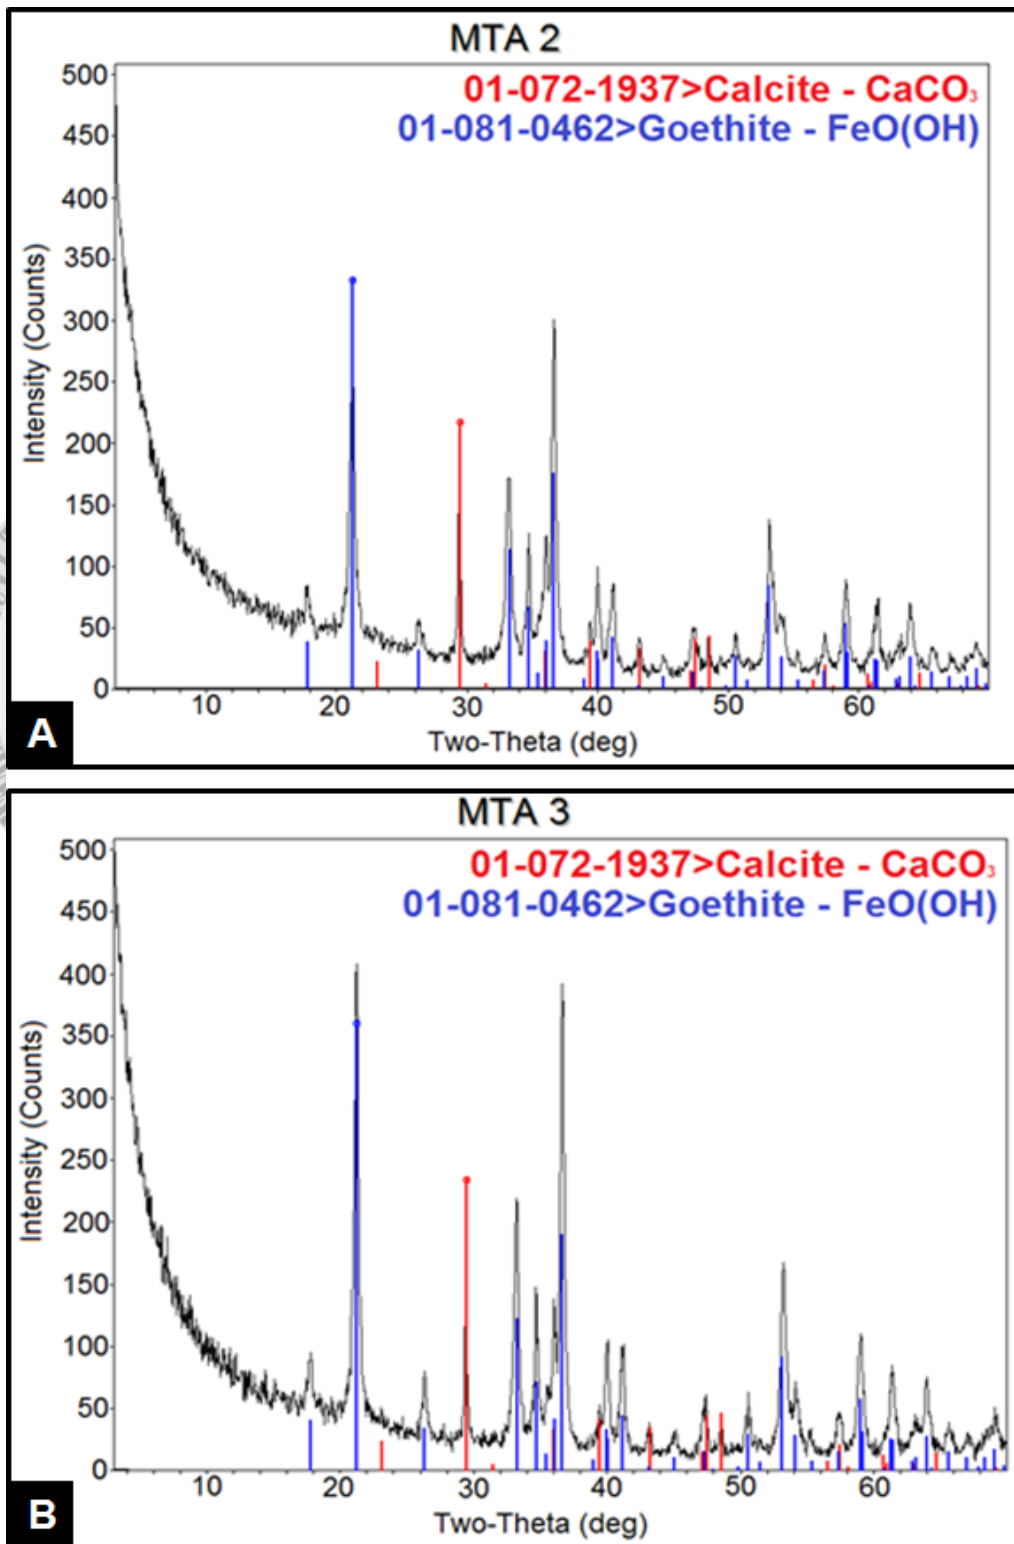 MTA 2
01-072-1937>Calcite - CaCO₃
01-081-0462>Goethite - FeO(OH)
500
450
400
350
300
250
200
150
100
50
0
Intensity (Counts)
10 20 30 40 50 60
Two-Theta (deg)
A
MTA 3
01-072-1937>Calcite - CaCO₃
01-081-0462>Goethite - FeO(OH)
500
450
400
350
300
250
200
150
100
50
0
Intensity (Counts)
10 20 30 40 50 60
Two-Theta (deg)
B